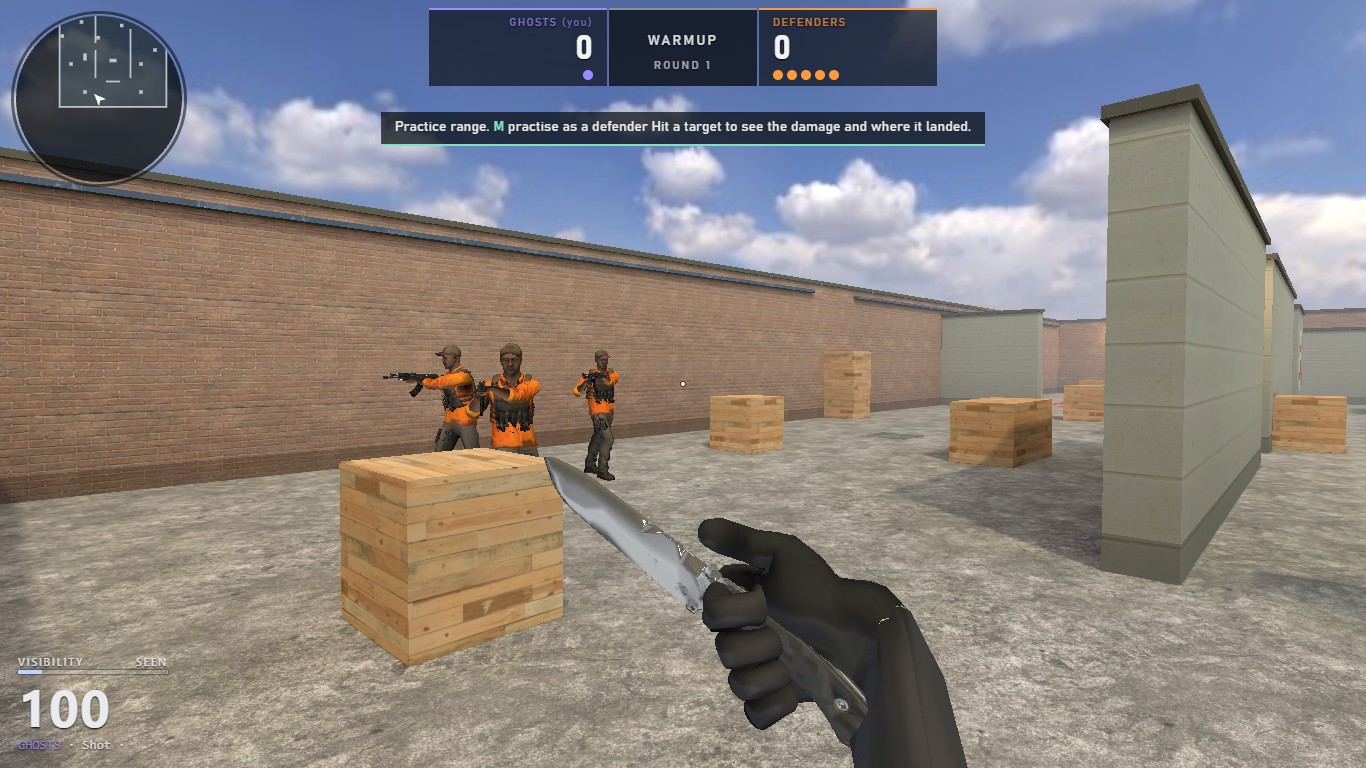 GHOSTS (you)
0
WARMUP
ROUND 1
DEFENDERS
0
Practice range. M practise as a defender Hit a target to see the damage and where it landed.
VISIBILITY SEEN
100
GHOSTS · Shot ·